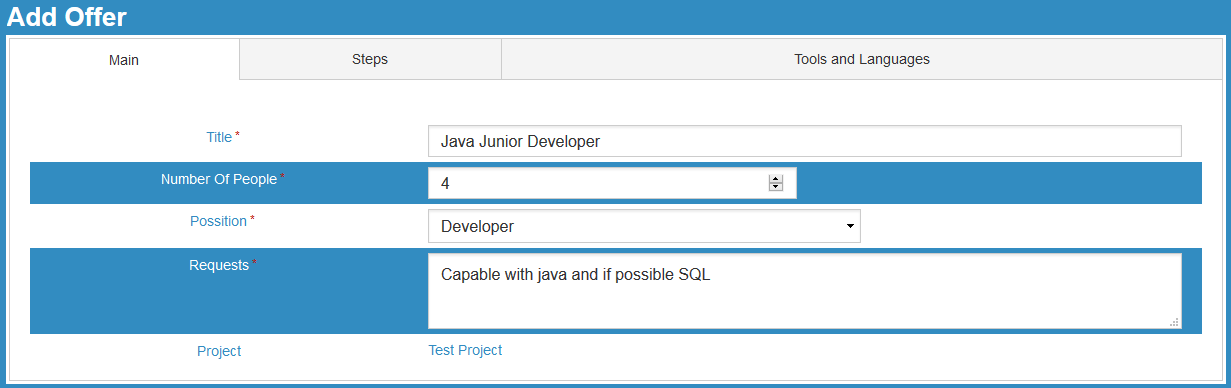 Add Offer
Main Steps Tools and Languages
Title *
Java Junior Developer
Number Of People *
4
Possition *
Developer
Requests *
Capable with java and if possible SQL
Project
Test Project